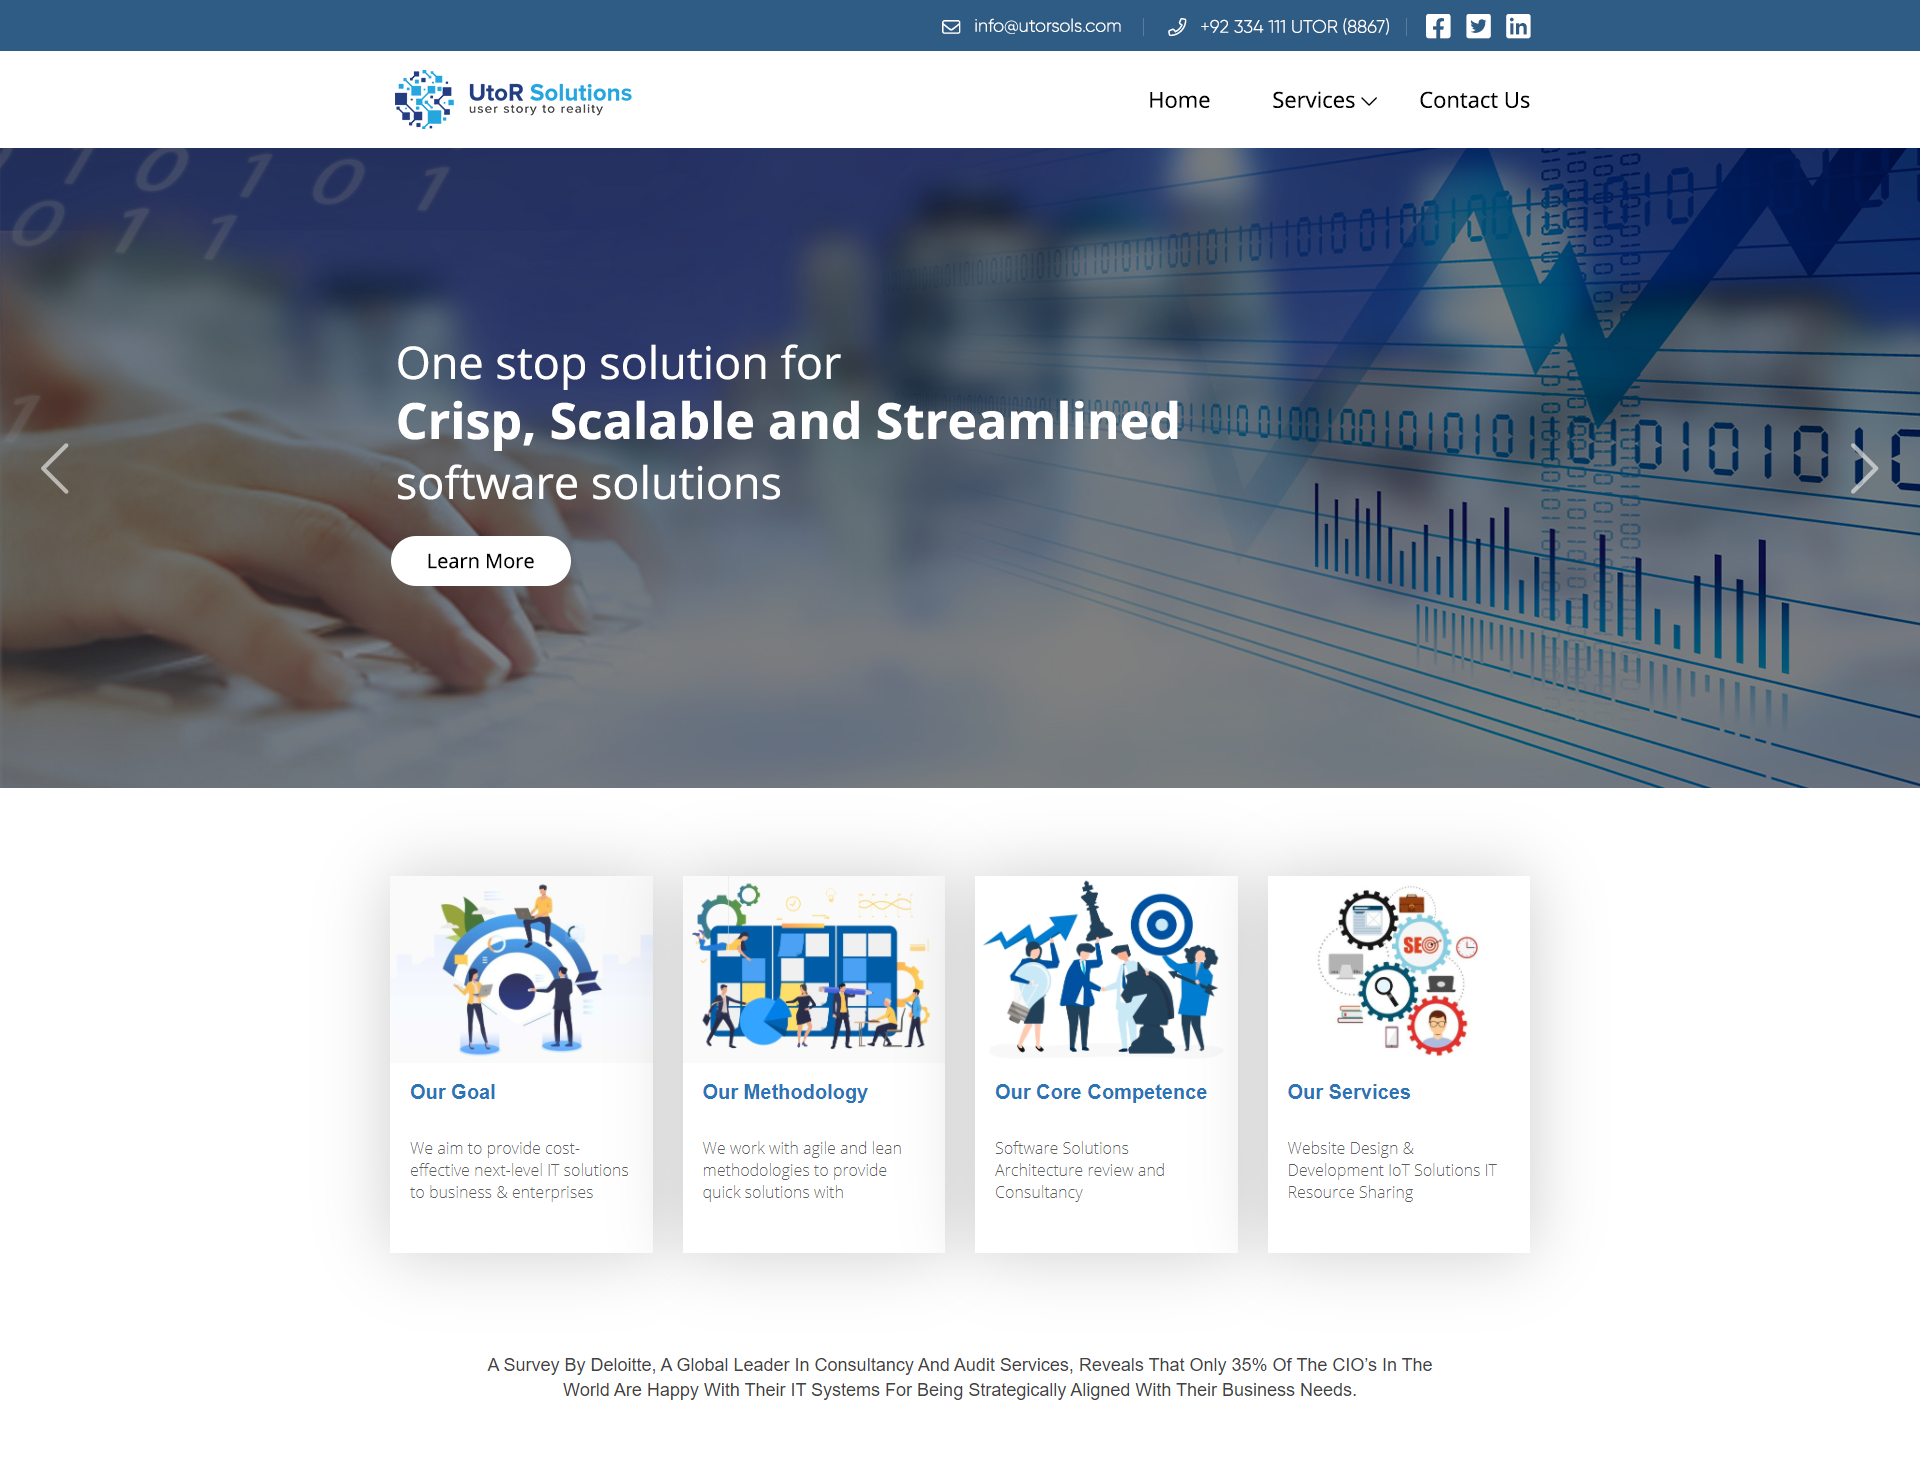 info@utorsols.com
+92 334 111 UTOR (8867)
UtoR Solutions
user story to reality
Home
Services
Contact Us
One stop solution for
Crisp, Scalable and Streamlined
software solutions
Learn More
SEO
Our Goal
We aim to provide cost-
effective next-level IT solutions
to business & enterprises
Our Methodology
We work with agile and lean
methodologies to provide
quick solutions with
Our Core Competence
Software Solutions
Architecture review and
Consultancy
Our Services
Website Design &
Development IoT Solutions IT
Resource Sharing
A Survey By Deloitte, A Global Leader In Consultancy And Audit Services, Reveals That Only 35% Of The CIO’s In The
World Are Happy With Their IT Systems For Being Strategically Aligned With Their Business Needs.